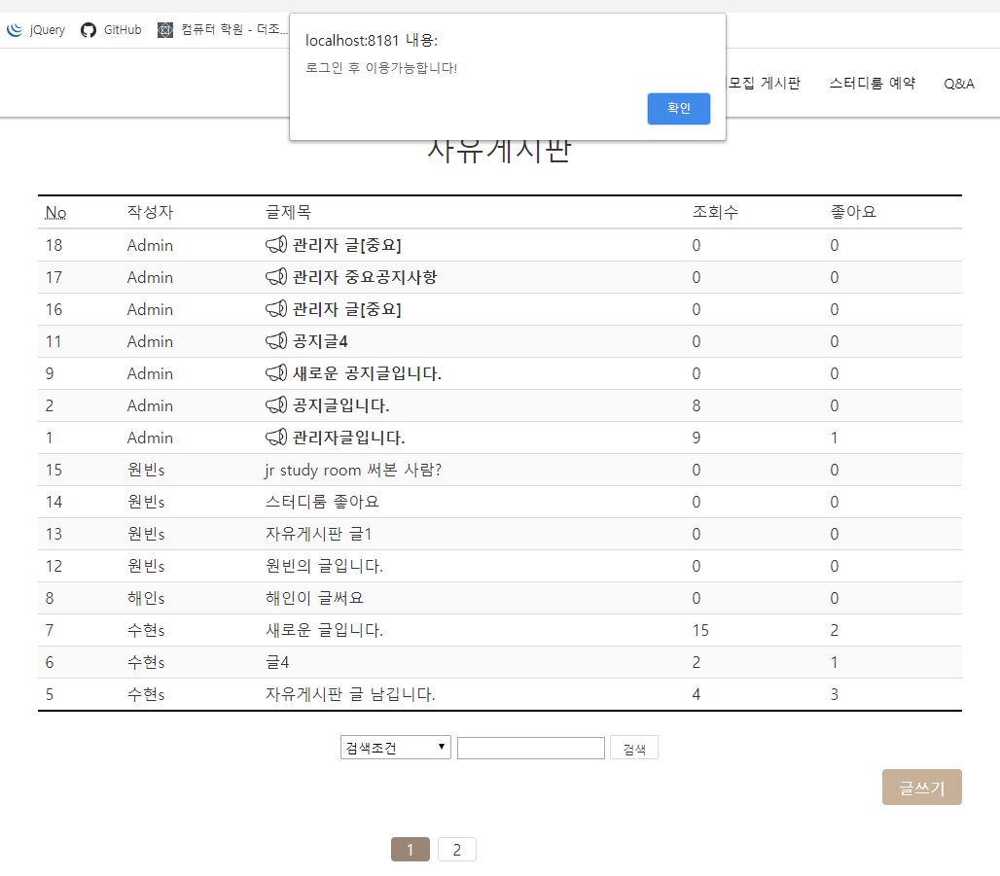 jQuery GitHub 컴퓨터 학원 - 더조...
localhost:8181 내용:
로그인 후 이용가능합니다!
확인
모집 게시판 스터디룸 예약 Q&A
자유게시판
No 작성자 글제목 조회수 좋아요
18 Admin 관리자 글[중요] 0 0
17 Admin 관리자 중요공지사항 0 0
16 Admin 관리자 글[중요] 0 0
11 Admin 공지글4 0 0
9 Admin 새로운 공지글입니다. 0 0
2 Admin 공지글입니다. 8 0
1 Admin 관리자글입니다. 9 1
15 원빈s jr study room 써본 사람? 0 0
14 원빈s 스터디룸 좋아요 0 0
13 원빈s 자유게시판 글1 0 0
12 원빈s 원빈의 글입니다. 0 0
8 해인s 해인이 글써요 0 0
7 수현s 새로운 글입니다. 15 2
6 수현s 글4 2 1
5 수현s 자유게시판 글 남깁니다. 4 3
검색조건 검색
글쓰기
1 2